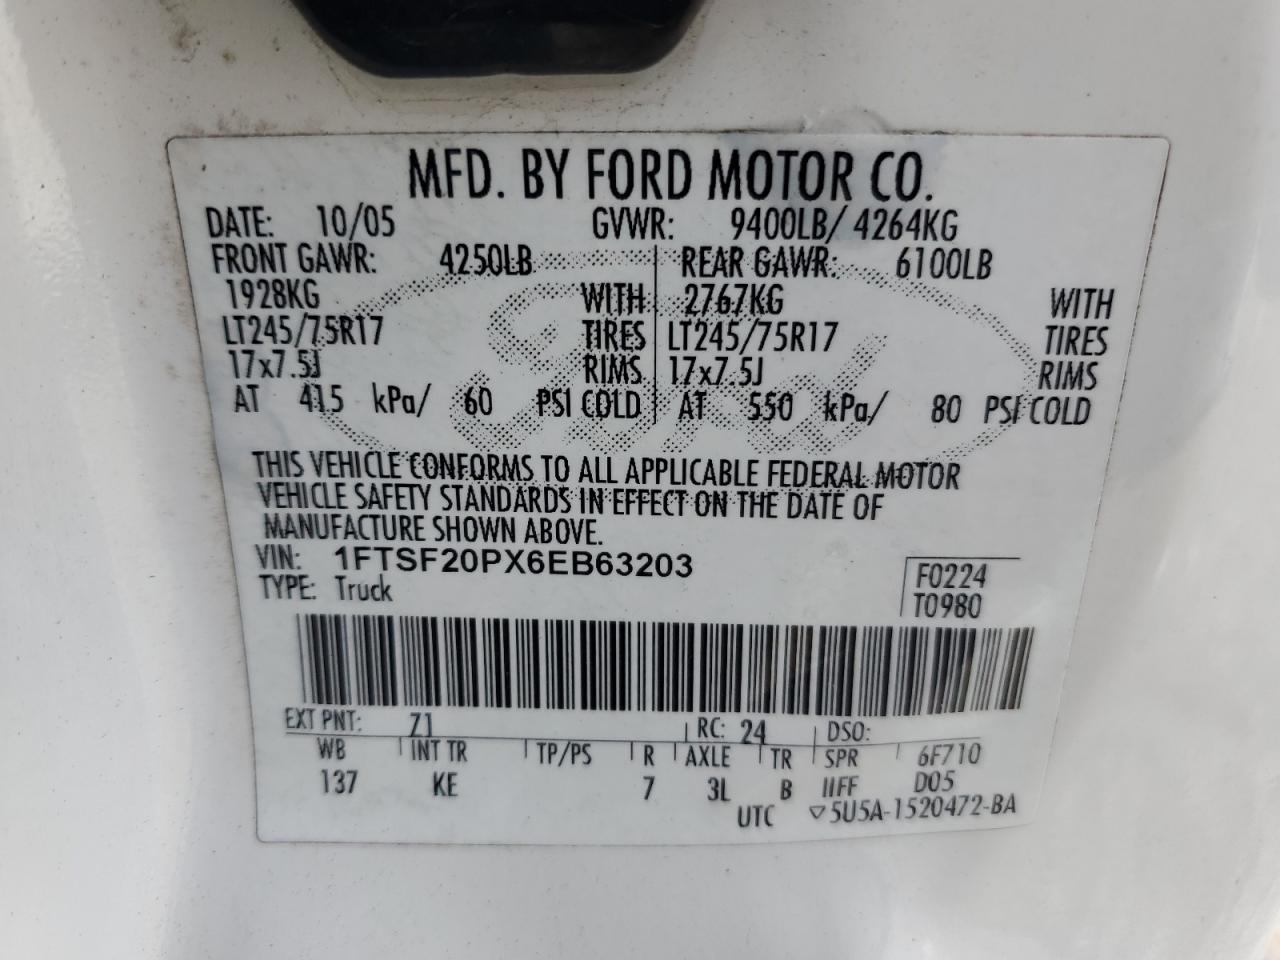 MFD. BY FORD MOTOR CO.
DATE: 10/05 GVWR: 9400LB/ 4264KG
FRONT GAWR: 4250LB REAR GAWR: 6100LB
1928KG WITH 2767KG WITH
LT245/75R17 TIRES LT245/75R17 TIRES
17x7.5J RIMS 17x7.5J RIMS
AT 415 kPa/ 60 PSI COLD AT 550 kPa/ 80 PSI COLD
THIS VEHICLE CONFORMS TO ALL APPLICABLE FEDERAL MOTOR
VEHICLE SAFETY STANDARDS IN EFFECT ON THE DATE OF
MANUFACTURE SHOWN ABOVE.
VIN: 1FTSF20PX6EB63203
TYPE: Truck
F0224
T0980
EXT PNT: Z1 RC: 24 DSO:
WB INT TR TP/PS R AXLE TR SPR 6F710
137 KE 7 3L B IIFF D05
UTC ▽5U5A-1520472-BA